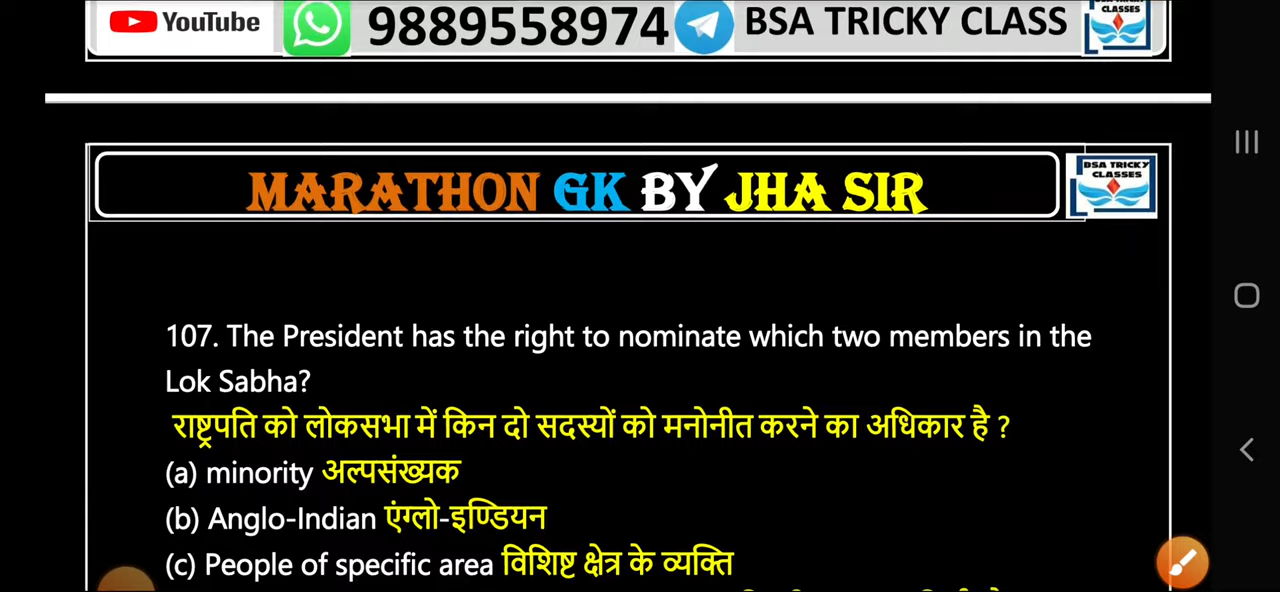 YouTube 9889558974 BSA TRICKY CLASS CLASSES
MARATHON GK BY JHA SIR BSA TRICKY
CLASSES
107. The President has the right to nominate which two members in the
Lok Sabha?
राष्ट्रपति को लोकसभा में किन दो सदस्यों को मनोनीत करने का अधिकार है ?
(a) minority अल्पसंख्यक
(b) Anglo-Indian एंग्लो-इण्डियन
(c) People of specific area विशिष्ट क्षेत्र के व्यक्ति